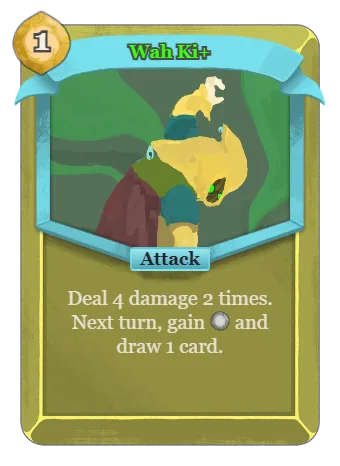 1
Wah Ki+
Attack
Deal 4 damage 2 times.
Next turn, gain and
draw 1 card.